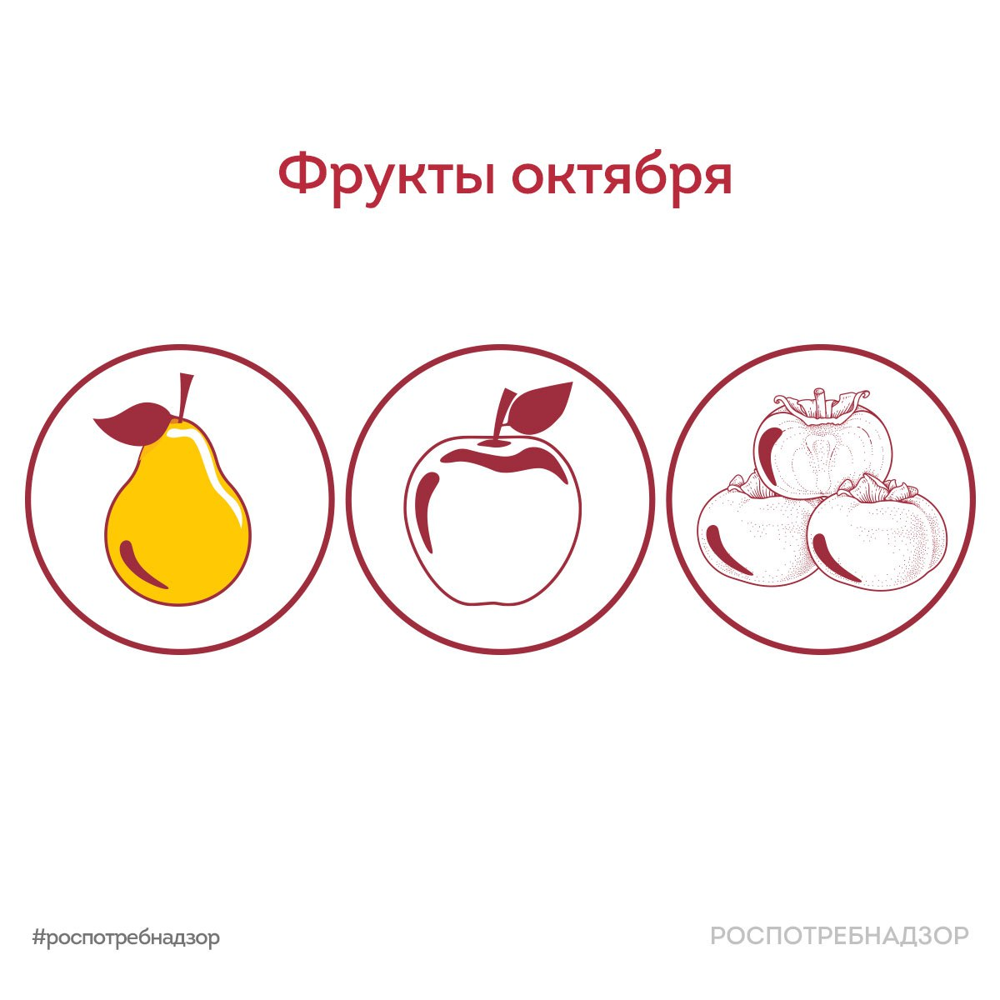 Фрукты октября
#роспотребнадзор
РОСПОТРЕБНАДЗОР